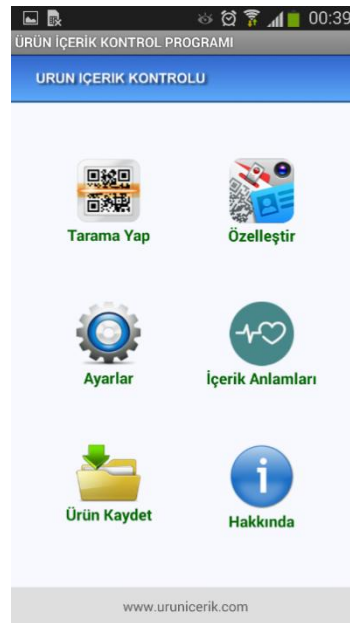 00:39
ÜRÜN İÇERİK KONTROL PROGRAMI
URUN IÇERIK KONTROLU
Tarama Yap
Özelleştir
Ayarlar
İçerik Anlamları
Ürün Kaydet
Hakkında
www.urunicerik.com